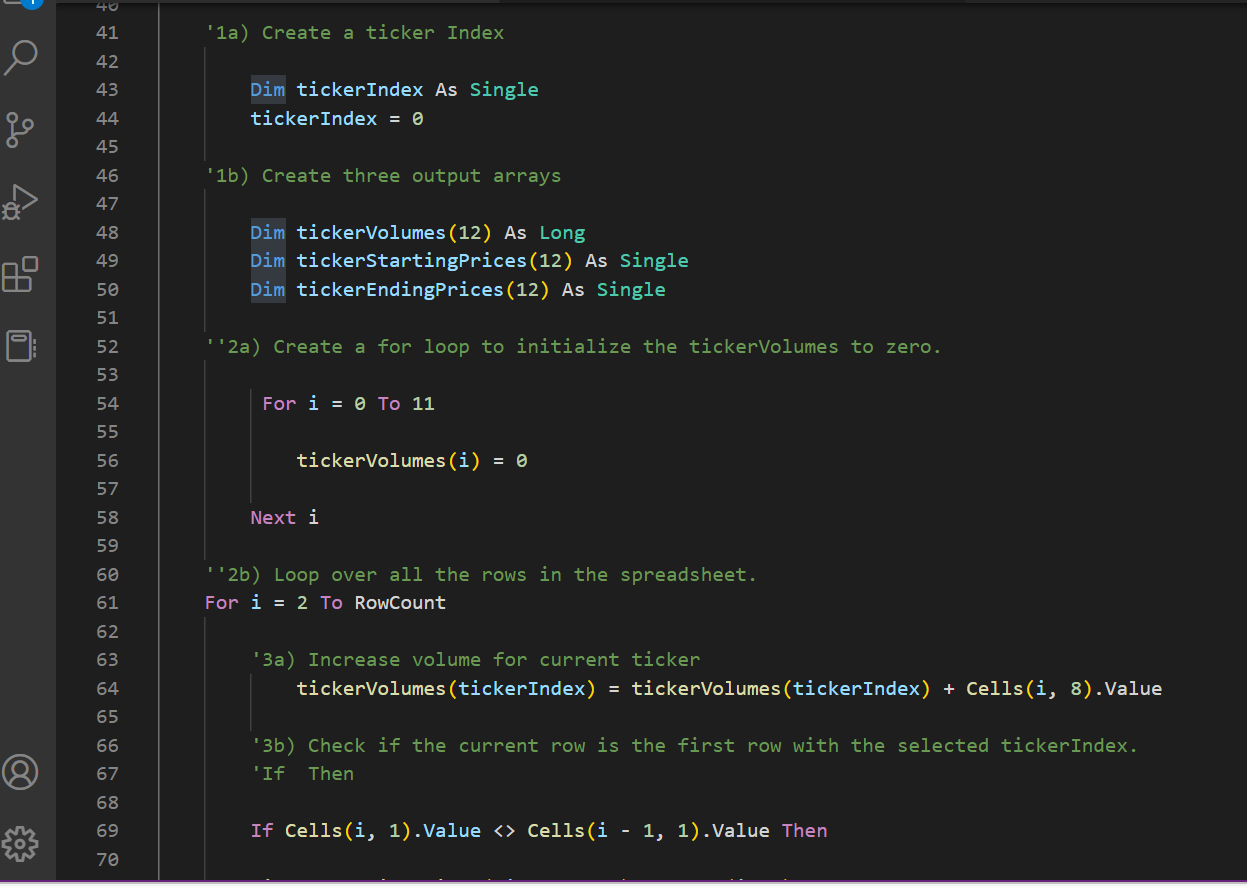 40
41 '1a) Create a ticker Index
42
43 Dim tickerIndex As Single
44 tickerIndex = 0
45
46 '1b) Create three output arrays
47
48 Dim tickerVolumes(12) As Long
49 Dim tickerStartingPrices(12) As Single
50 Dim tickerEndingPrices(12) As Single
51
52 ''2a) Create a for loop to initialize the tickerVolumes to zero.
53
54 For i = 0 To 11
55
56 tickerVolumes(i) = 0
57
58 Next i
59
60 ''2b) Loop over all the rows in the spreadsheet.
61 For i = 2 To RowCount
62
63 '3a) Increase volume for current ticker
64 tickerVolumes(tickerIndex) = tickerVolumes(tickerIndex) + Cells(i, 8).Value
65
66 '3b) Check if the current row is the first row with the selected tickerIndex.
67 'If  Then
68
69 If Cells(i, 1).Value <> Cells(i - 1, 1).Value Then
70